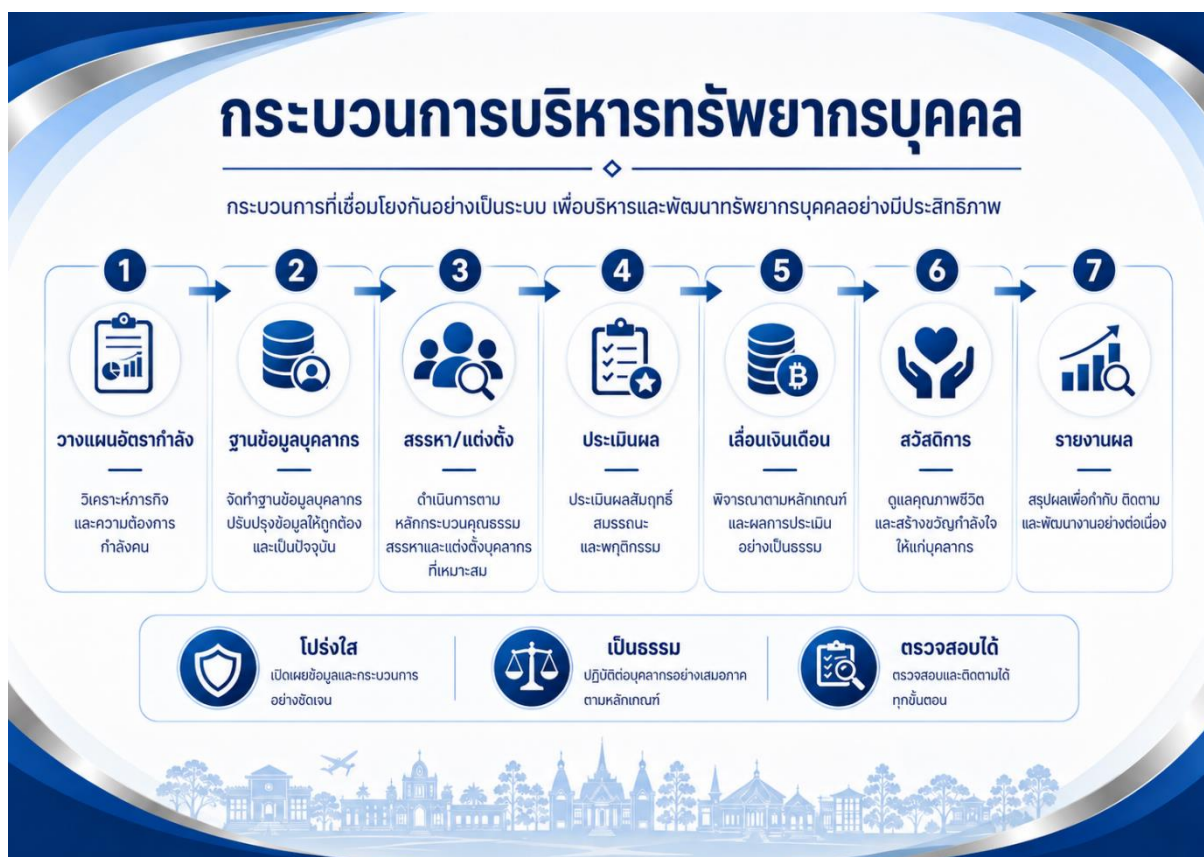 กระบวนการบริหารทรัพยากรบุคคล
กระบวนการที่เชื่อมโยงกันอย่างเป็นระบบ เพื่อบริหารและพัฒนาทรัพยากรบุคคลอย่างมีประสิทธิภาพ
1
วางแผนอัตรากำลัง
วิเคราะห์ภารกิจ
และความต้องการ
กำลังคน
2
ฐานข้อมูลบุคลากร
จัดทำฐานข้อมูลบุคลากร
ปรับปรุงข้อมูลให้ถูกต้อง
และเป็นปัจจุบัน
3
สรรหา/แต่งตั้ง
ดำเนินการตาม
หลักกระบวนคุณธรรม
สรรหาและแต่งตั้งบุคลากร
ที่เหมาะสม
4
ประเมินผล
ประเมินผลสัมฤทธิ์
สมรรถนะ
และพฤติกรรม
5
เลื่อนเงินเดือน
พิจารณาตามหลักเกณฑ์
และผลการประเมิน
อย่างเป็นธรรม
6
สวัสดิการ
ดูแลคุณภาพชีวิต
และสร้างขวัญกำลังใจ
ให้แก่บุคลากร
7
รายงานผล
สรุปผลเพื่อกำกับ ติดตาม
และพัฒนางานอย่างต่อเนื่อง
โปร่งใส
เปิดเผยข้อมูลและกระบวนการ
อย่างชัดเจน
เป็นธรรม
ปฏิบัติต่อบุคลากรอย่างเสมอภาค
ตามหลักเกณฑ์
ตรวจสอบได้
ตรวจสอบและติดตามได้
ทุกขั้นตอน